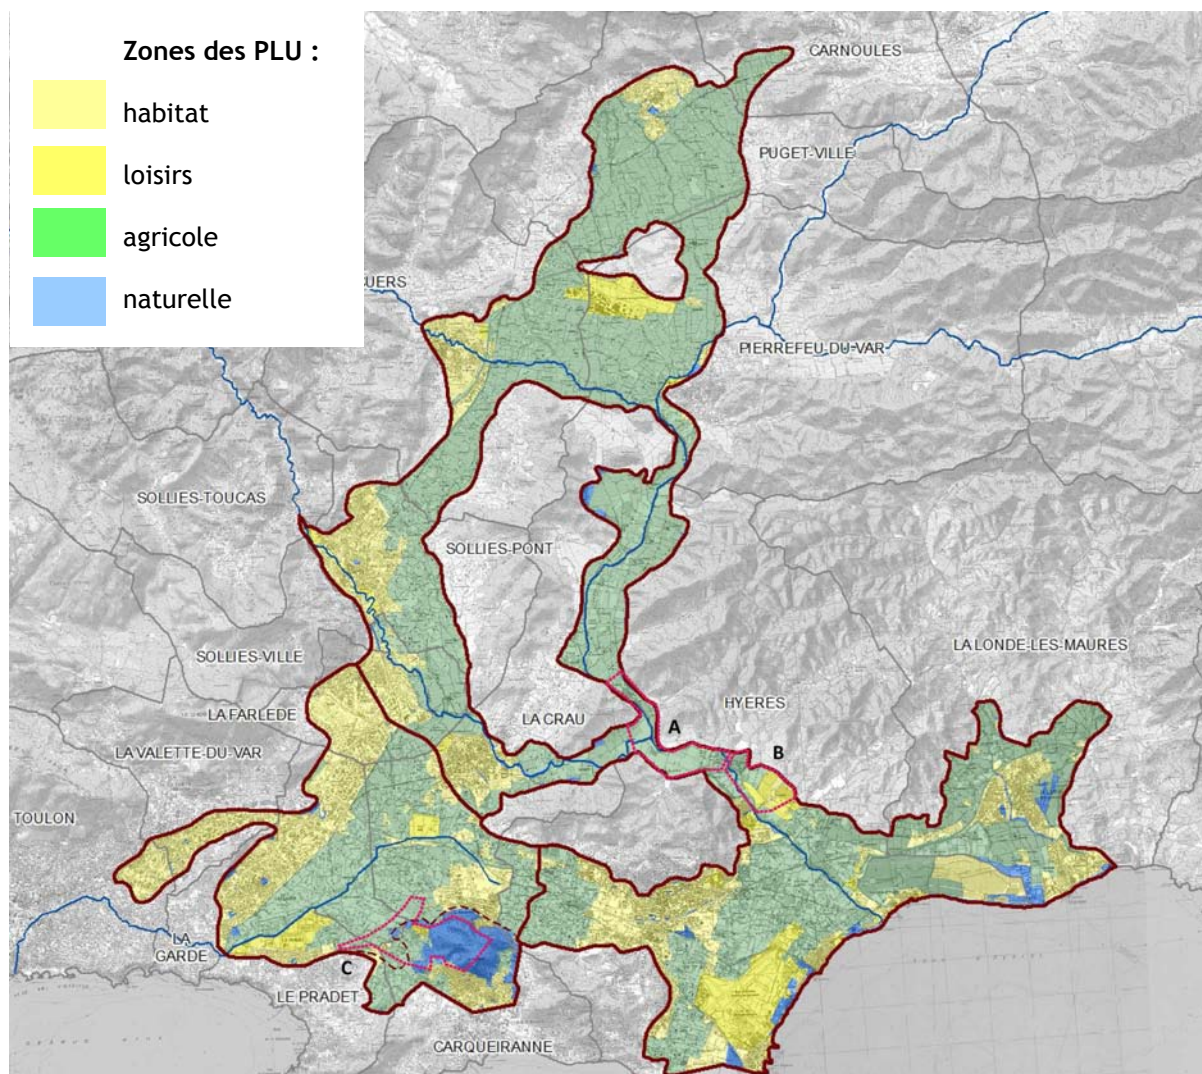 Zones des PLU :
habitat
loisirs
agricole
naturelle
CARNOULES
PUGET-VILLE
CUERS
PIERREFEU-DU-VAR
SOLLIES-TOUCAS
SOLLIES-PONT
SOLLIES-VILLE
LA LONDE-LES-MAURES
LA FARLEDE
LA CRAU
HYERES
A
B
LA VALETTE-DU-VAR
TOULON
LA
GARDE
C
LE PRADET
CARQUEIRANNE